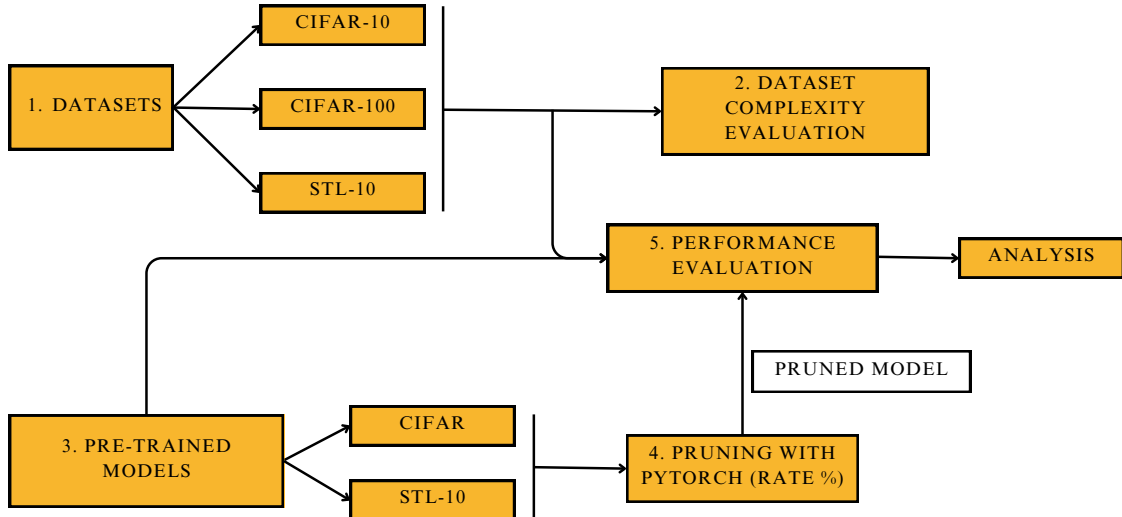 CIFAR-10
1. DATASETS
CIFAR-100
STL-10
2. DATASET
COMPLEXITY
EVALUATION
5. PERFORMANCE
EVALUATION
ANALYSIS
PRUNED MODEL
3. PRE-TRAINED
MODELS
CIFAR
STL-10
4. PRUNING WITH
PYTORCH (RATE %)